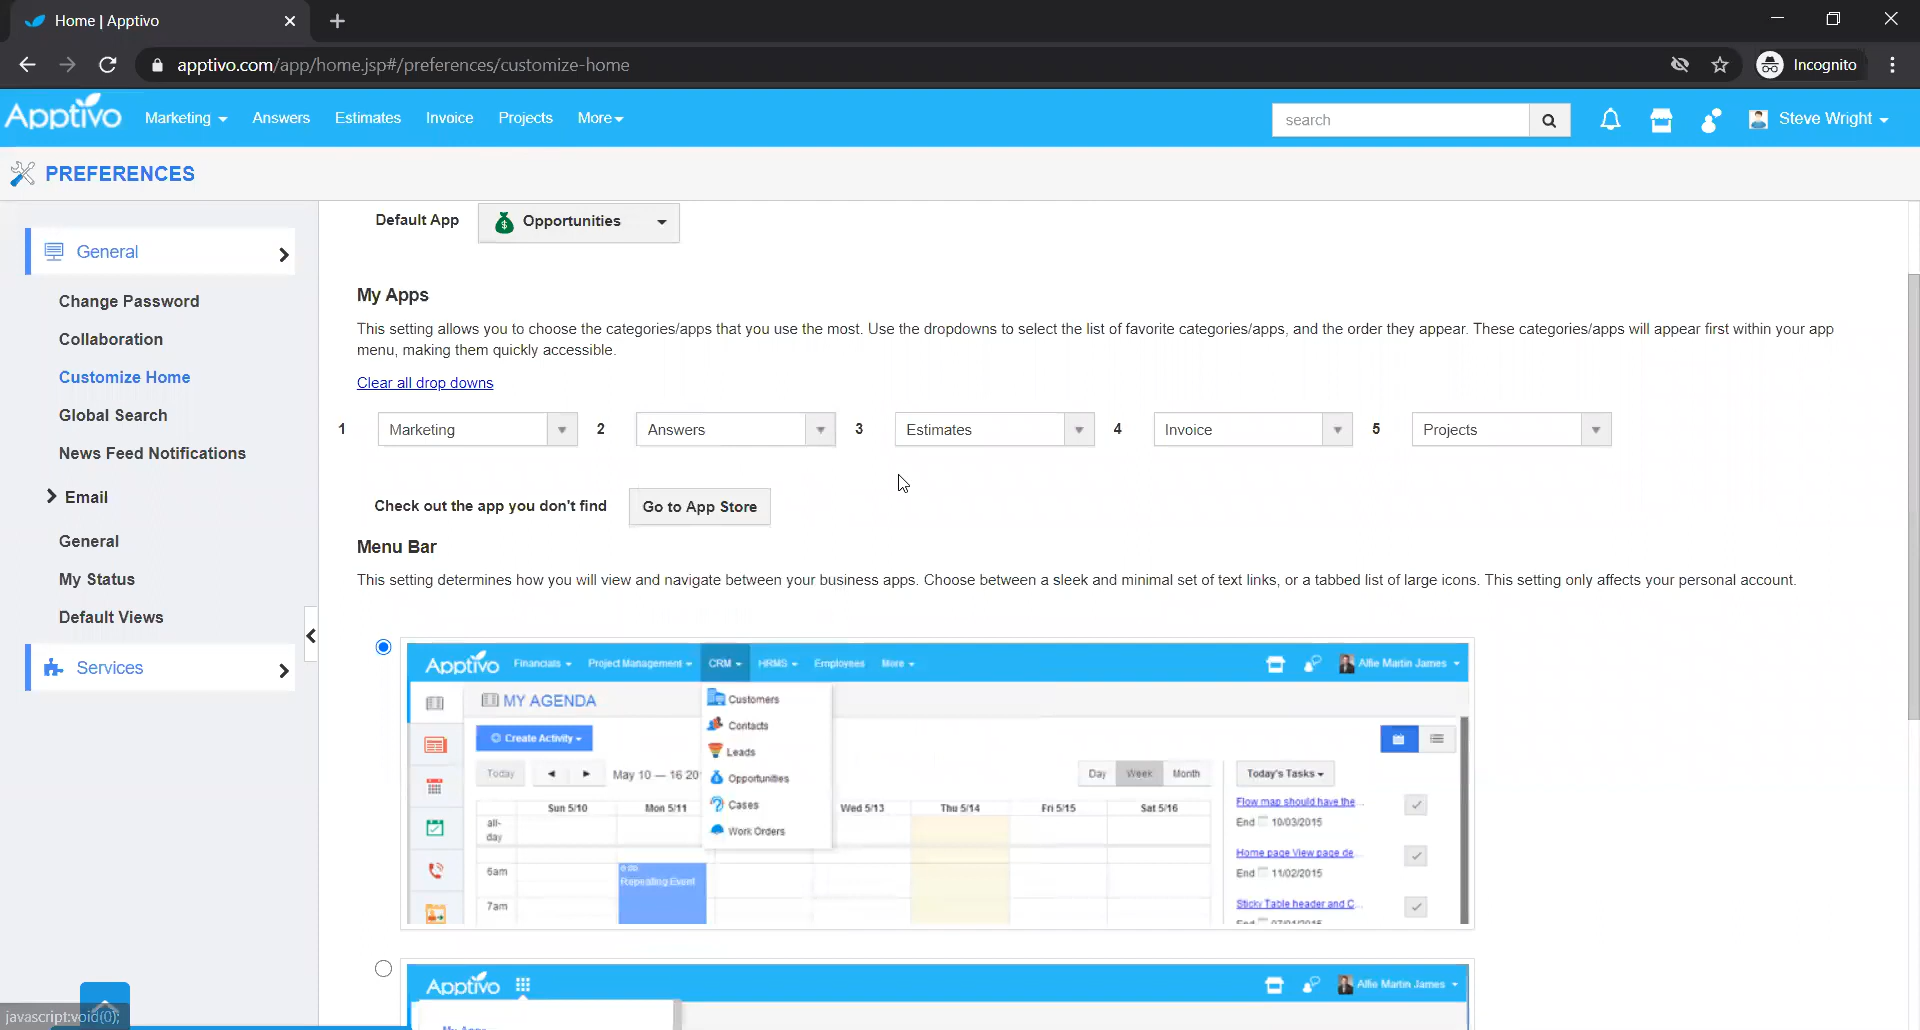 Home | Apptivo
apptivo.com/app/home.jsp#/preferences/customize-home
Incognito
Apptivo
Marketing
Answers
Estimates
Invoice
Projects
More
search
Steve Wright
PREFERENCES
General
Change Password
Collaboration
Customize Home
Global Search
News Feed Notifications
Email
General
My Status
Default Views
Services
javascript:void(0);
Default App
Opportunities
My Apps
This setting allows you to choose the categories/apps that you use the most. Use the dropdowns to select the list of favorite categories/apps, and the order they appear. These categories/apps will appear first within your app
menu, making them quickly accessible.
Clear all drop downs
1 Marketing 2 Answers 3 Estimates 4 Invoice 5 Projects
Check out the app you don't find Go to App Store
Menu Bar
This setting determines how you will view and navigate between your business apps. Choose between a sleek and minimal set of text links, or a tabbed list of large icons. This setting only affects your personal account.
Apptivo Financials Project Management CRM HRMS Employees More Allie Martin James
MY AGENDA
Customers
Contacts
Leads
Opportunities
Cases
Work Orders
Create Activity
Today May 10 — 16 20 Day Week Month Today's Tasks
Sun 5/10 Mon 5/11 Wed 5/13 Thu 5/14 Fri 5/15 Sat 5/16
all-
day
6am
7am
Repeating Event
Flow map should have the...
End 10/03/2015
Home page View page de...
End 11/02/2015
Sticky Table header and C...
Apptivo Allie Martin James